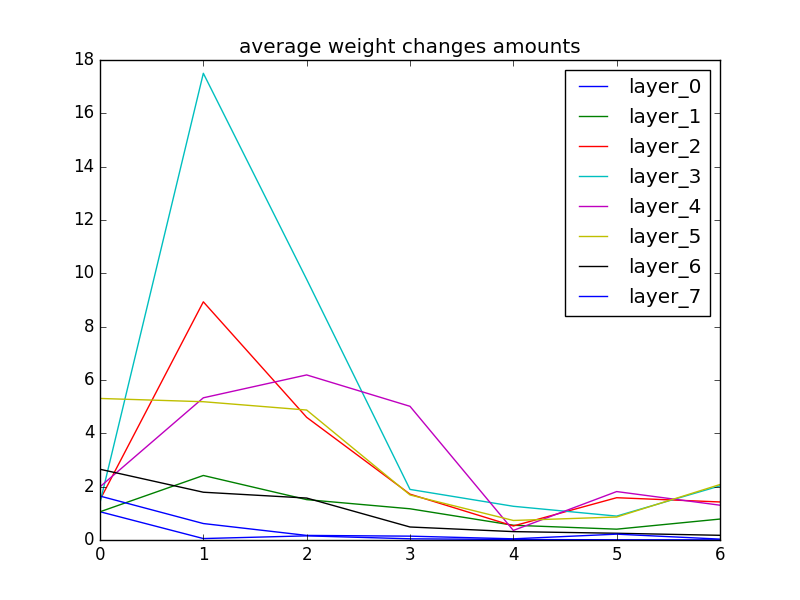 average weight changes amounts
18
16
14
12
10
8
6
4
2
0
0 1 2 3 4 5 6
layer_0
layer_1
layer_2
layer_3
layer_4
layer_5
layer_6
layer_7